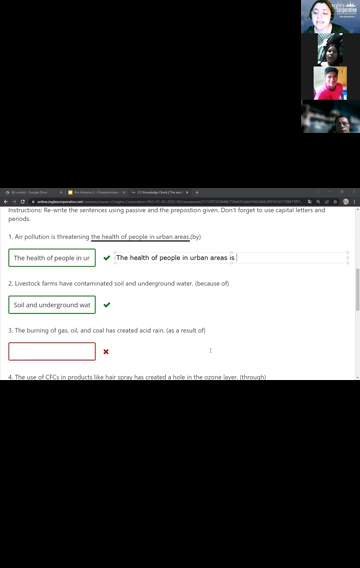 Instructions: Re-write the sentences using passive and the prepostion given. Don't forget to use capital letters and
periods.
1. Air pollution is threatening the health of people in urban areas.(by)
The health of people in ur
The health of people in urban areas is
2. Livestock farms have contaminated soil and underground water. (because of)
Soil and underground wat
3. The burning of gas, oil, and coal has created acid rain. (as a result of)
4. The use of CFCs in products like hair spray has created a hole in the ozone layer. (through)